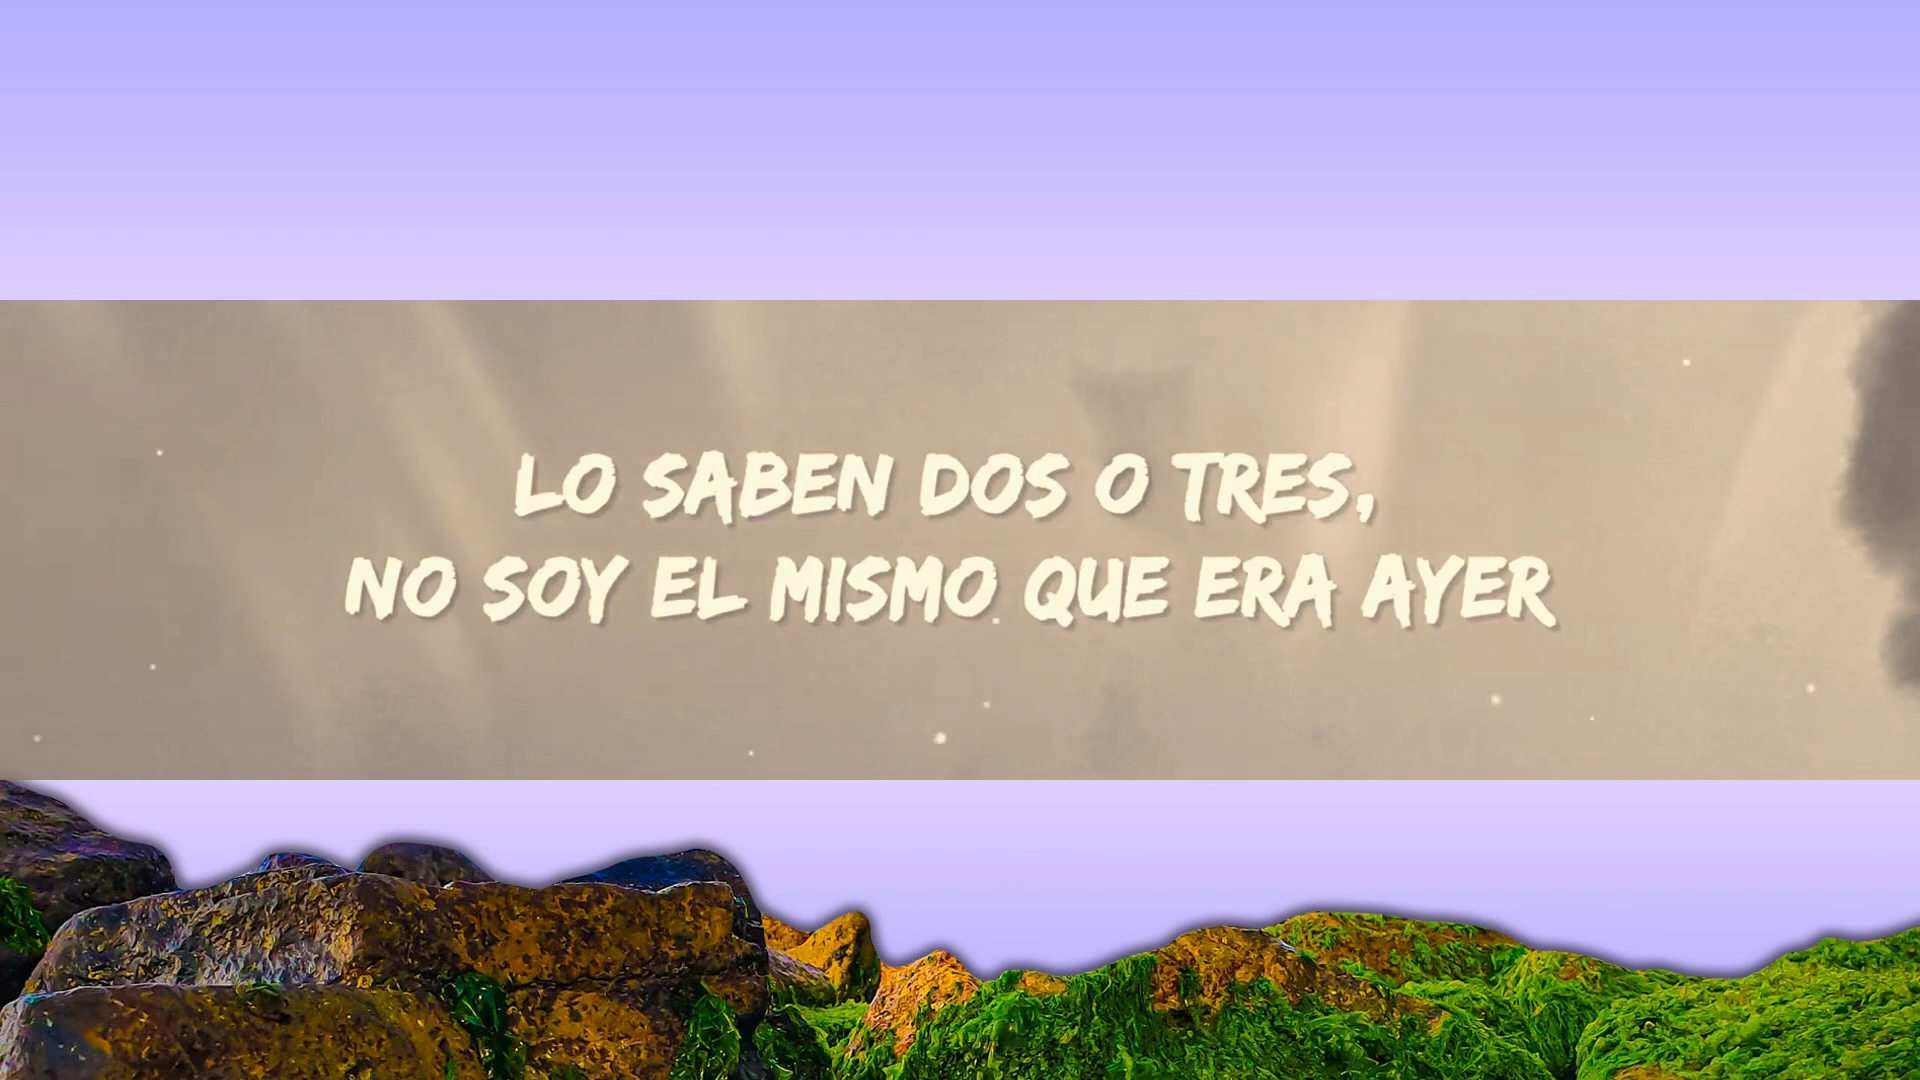 LO SABEN DOS O TRES,
NO SOY EL MISMO QUE ERA AYER